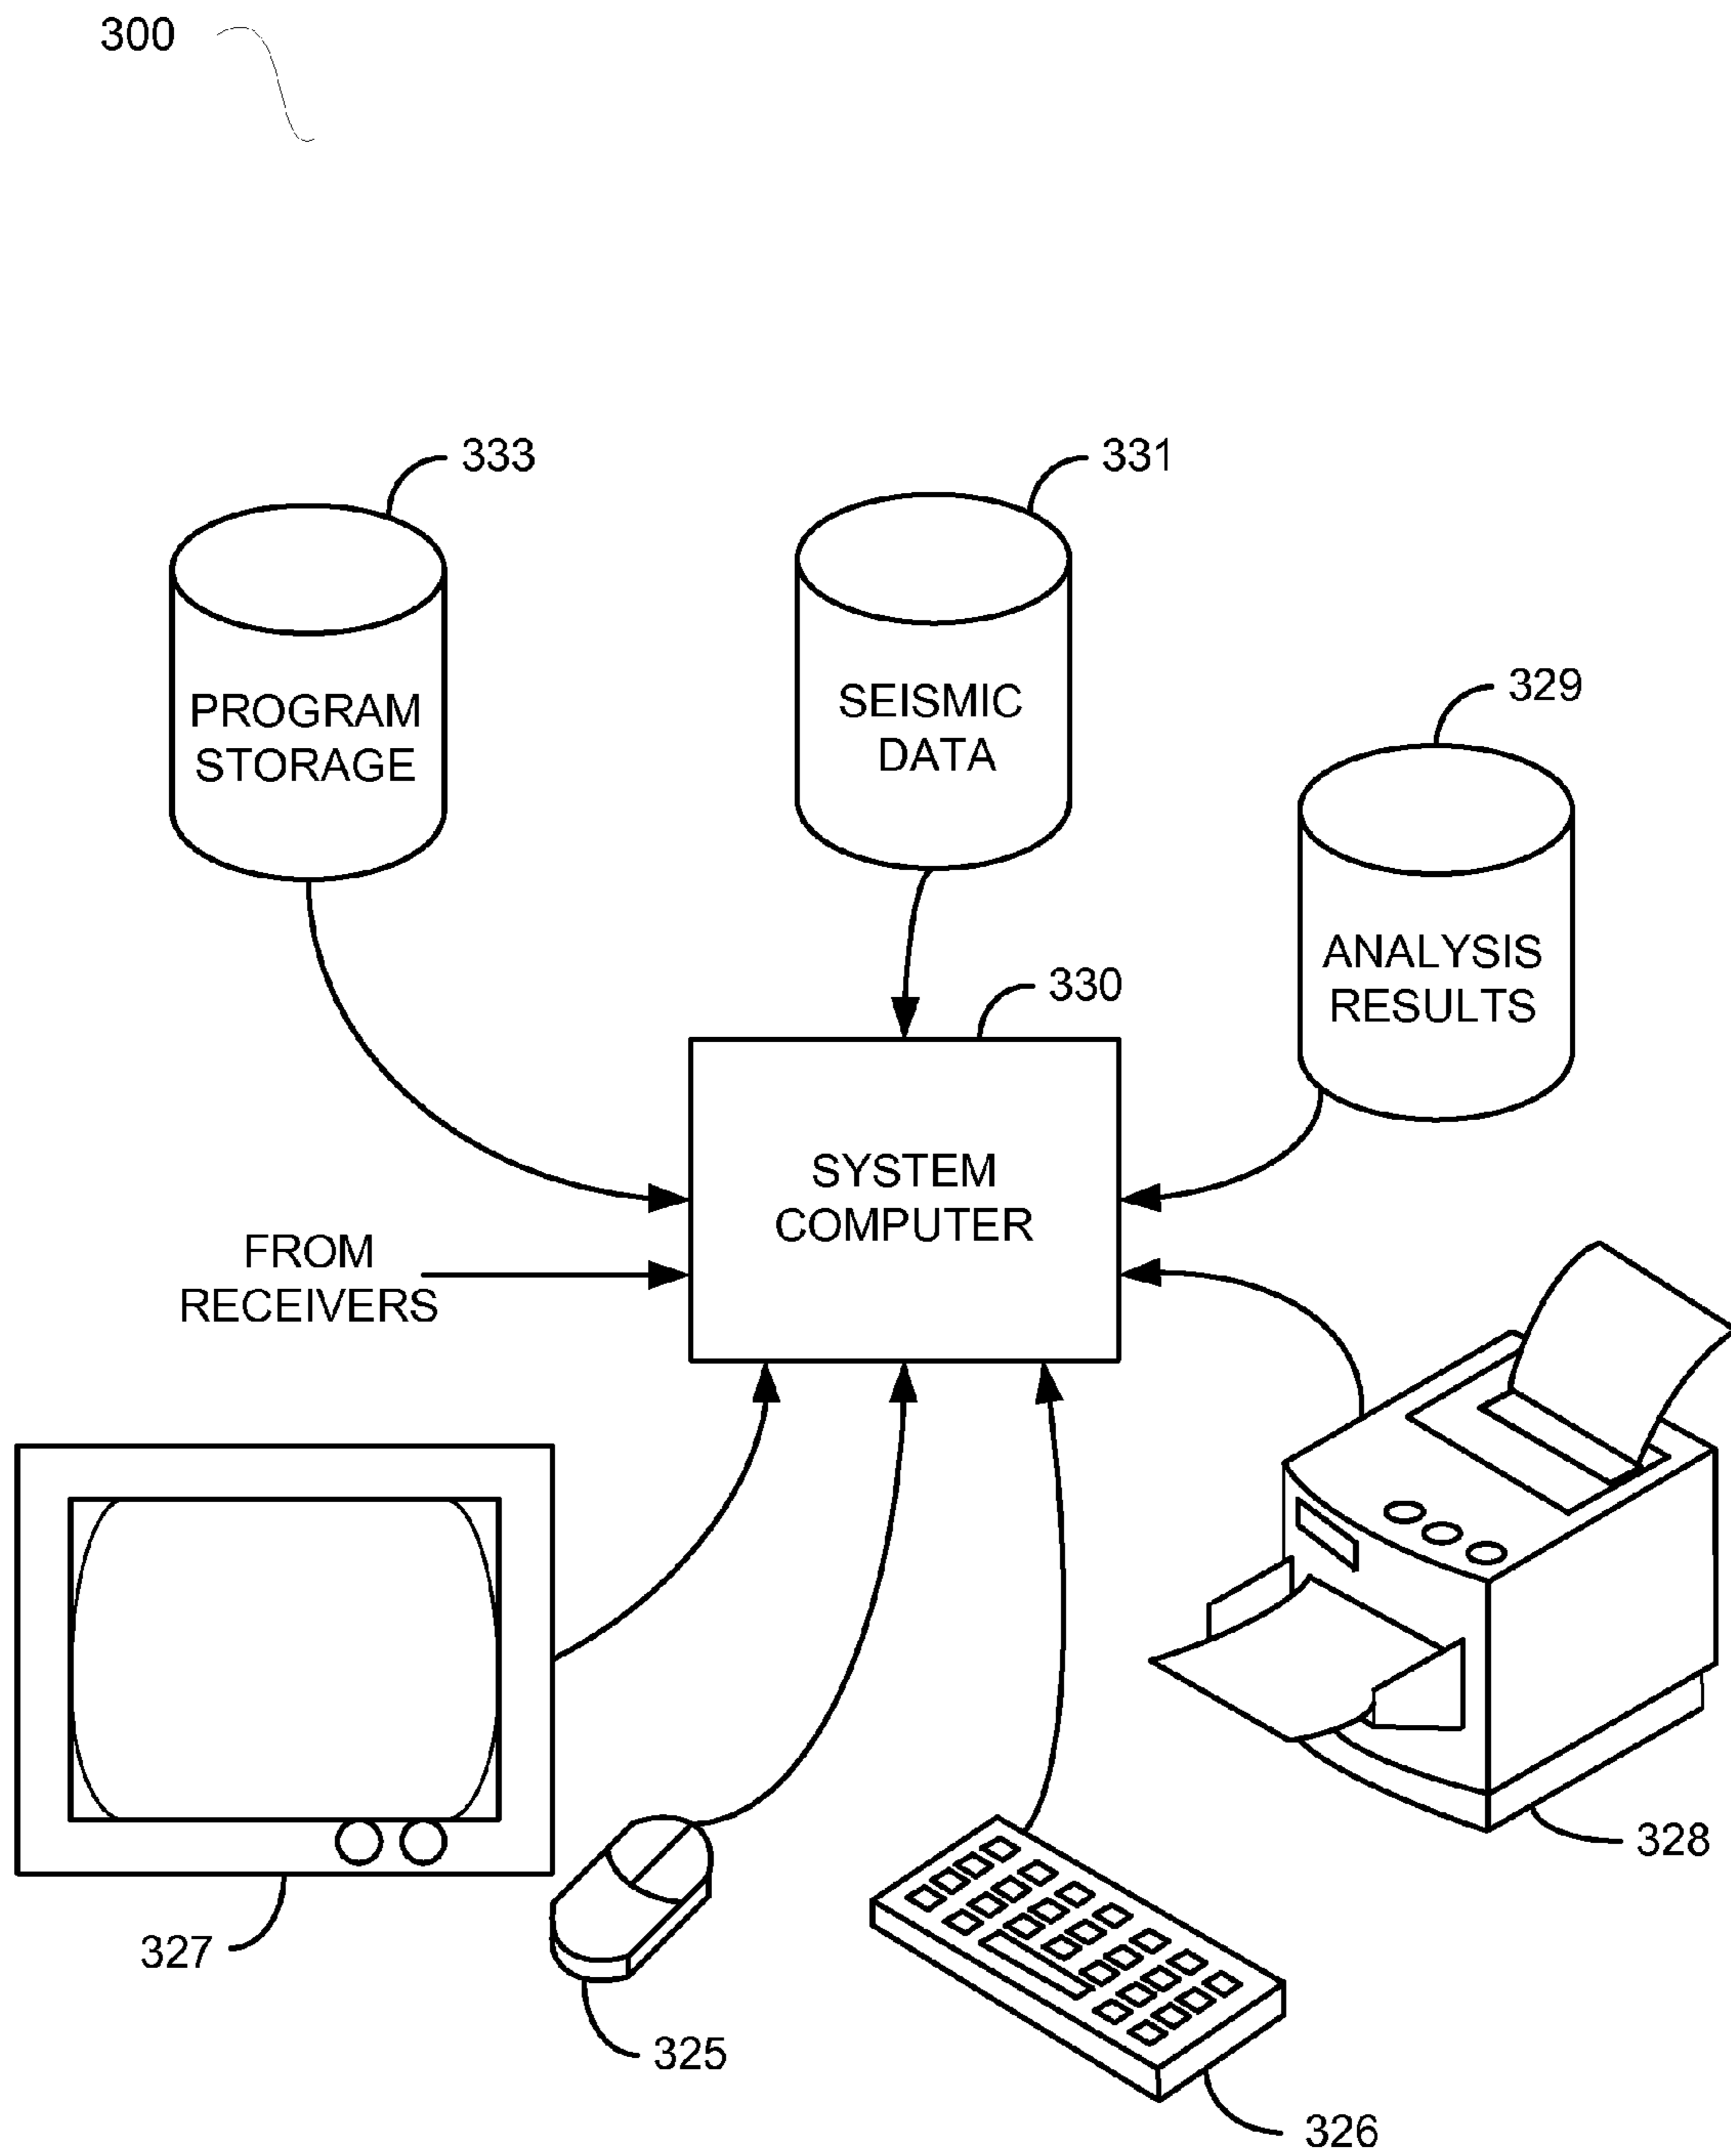 300
333
331
PROGRAM
STORAGE
SEISMIC
DATA
329
ANALYSIS
RESULTS
330
SYSTEM
COMPUTER
FROM
RECEIVERS
328
327
325
326